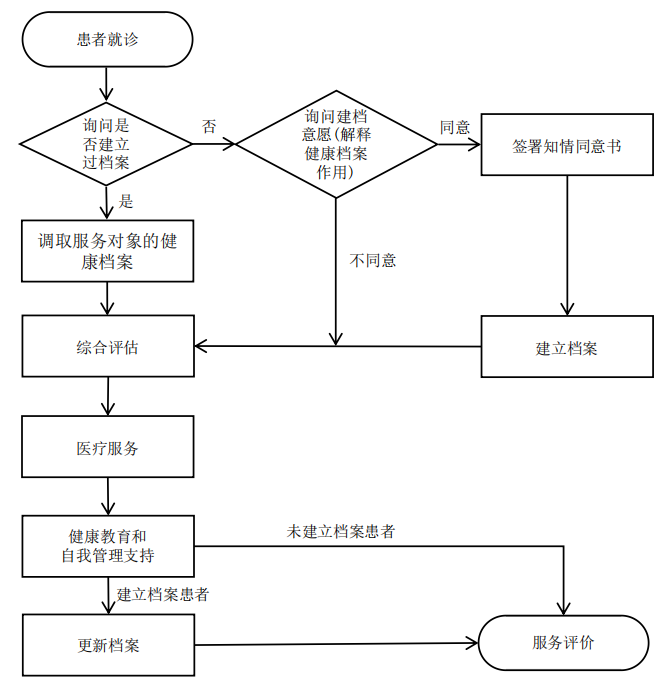 患者就诊
询问是
否建立
过档案
否
询问建档
意愿(解释
健康档案
作用)
同意
签署知情同意书
是
调取服务对象的健
康档案
不同意
综合评估
建立档案
医疗服务
健康教育和
自我管理支持
未建立档案患者
建立档案患者
更新档案
服务评价